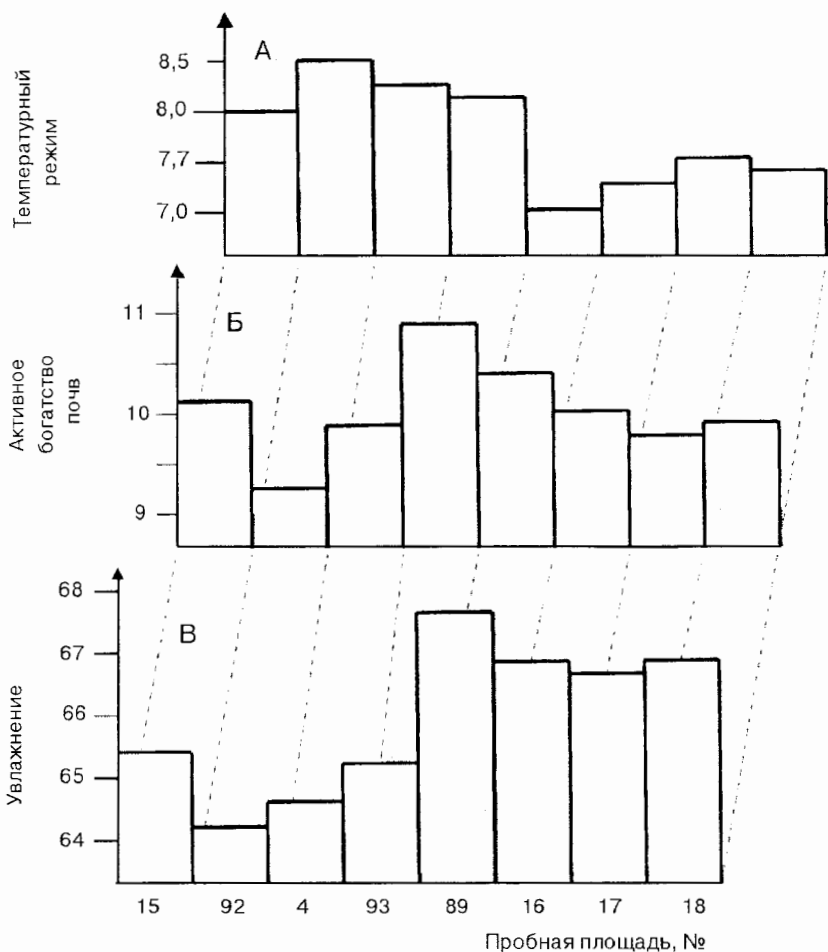 А
8,5
8,0
7,7
7,0
Температурный
режим
Б
11
10
9
Активное
богатство
почв
В
68
67
66
65
64
Увлажнение
15 92 4 93 89 16 17 18
Пробная площадь, №